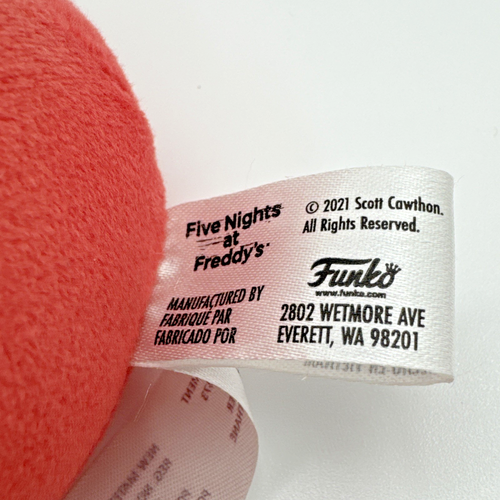 Five Nights
at
Freddy's
© 2021 Scott Cawthon.
All Rights Reserved.
Funko
www.funko.com
MANUFACTURED BY
FABRIQUÉ PAR
FABRICADO POR
2802 WETMORE AVE
EVERETT, WA 98201